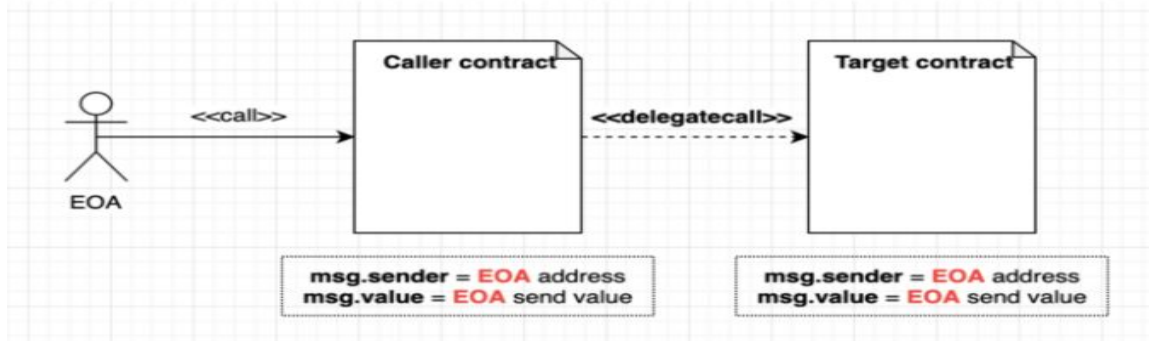 Caller contract
Target contract
<<call>>
<<delegatecall>>
EOA
msg.sender = EOA address
msg.value = EOA send value
msg.sender = EOA address
msg.value = EOA send value